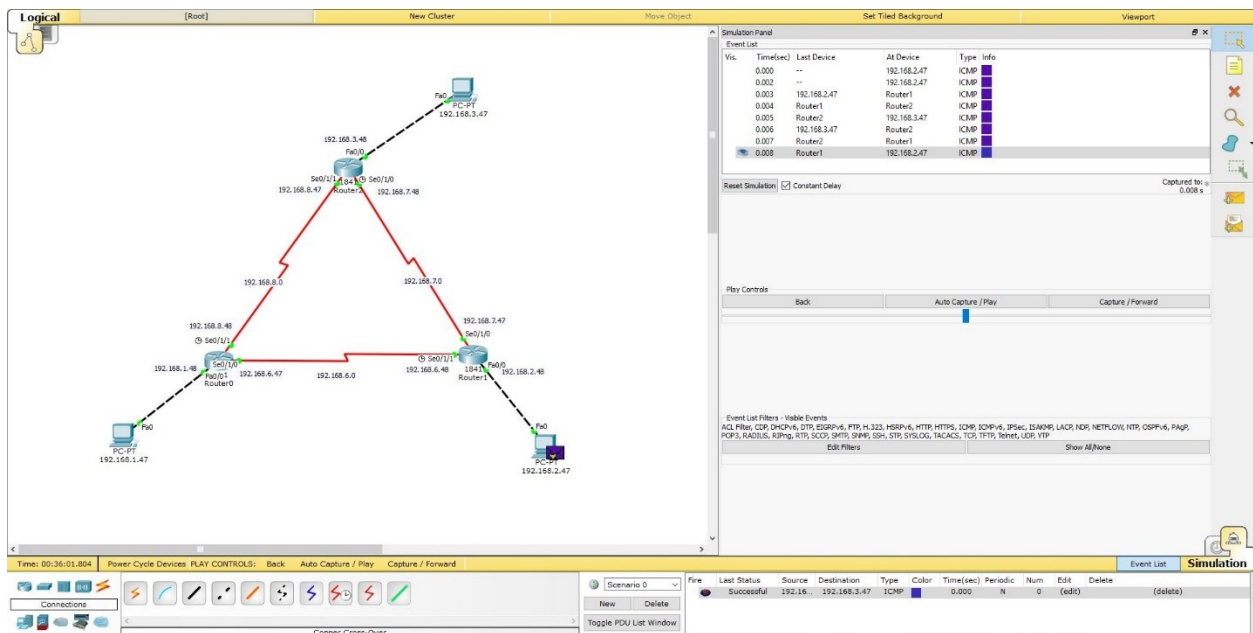 Logical [Root] New Cluster Move Object Set Tiled Background Viewport
Fa0
PC-PT
192.168.3.47
192.168.3.48
Fa0/0
Se0/1/1 1841 Se0/1/0
192.168.8.47 Router2 192.168.7.48
192.168.8.0
192.168.7.0
192.168.8.48
Se0/1/1
192.168.7.47
Se0/1/0
192.168.1.48 Se0/1/0
Fa0/0
Router0
192.168.6.47
192.168.6.0
Se0/1/1
192.168.6.48
1841 Fa0/0
Router1
192.168.2.48
Fa0
PC-PT
192.168.1.47
Fa0
PC-PT
192.168.2.47
Simulation Panel
Event List
Vis. Time(sec) Last Device At Device Type Info
0.000 -- 192.168.2.47 ICMP
0.002 -- 192.168.2.47 ICMP
0.003 192.168.2.47 Router1 ICMP
0.004 Router1 Router2 ICMP
0.005 Router2 192.168.3.47 ICMP
0.006 192.168.3.47 Router2 ICMP
0.007 Router2 Router1 ICMP
0.008 Router1 192.168.2.47 ICMP
Reset Simulation Constant Delay Captured to: *
0.008 s
Play Controls
Back Auto Capture / Play Capture / Forward
Event List Filters - Visible Events
ACL Filter, CDP, DHCPv6, DTP, EIGRPv6, FTP, H.323, HSRPv6, HTTP, HTTPS, ICMP, ICMPv6, IPSec, ISAKMP, LACP, NDP, NETFLOW, NTP, OSPFv6, PAgP,
POP3, RADIUS, RIPng, RTP, SCCP, SMTP, SNMP, SSH, STP, SYSLOG, TACACS, TCP, TFTP, Telnet, UDP, VTP
Edit Filters Show All/None
Time: 00:36:01.804 Power Cycle Devices PLAY CONTROLS: Back Auto Capture / Play Capture / Forward Event List Simulation
Connections
Copper Cross-Over
Scenario 0
New Delete
Toggle PDU List Window
Fire Last Status Source Destination Type Color Time(sec) Periodic Num Edit Delete
Successful 192.16... 192.168.3.47 ICMP 0.000 N 0 (edit) (delete)